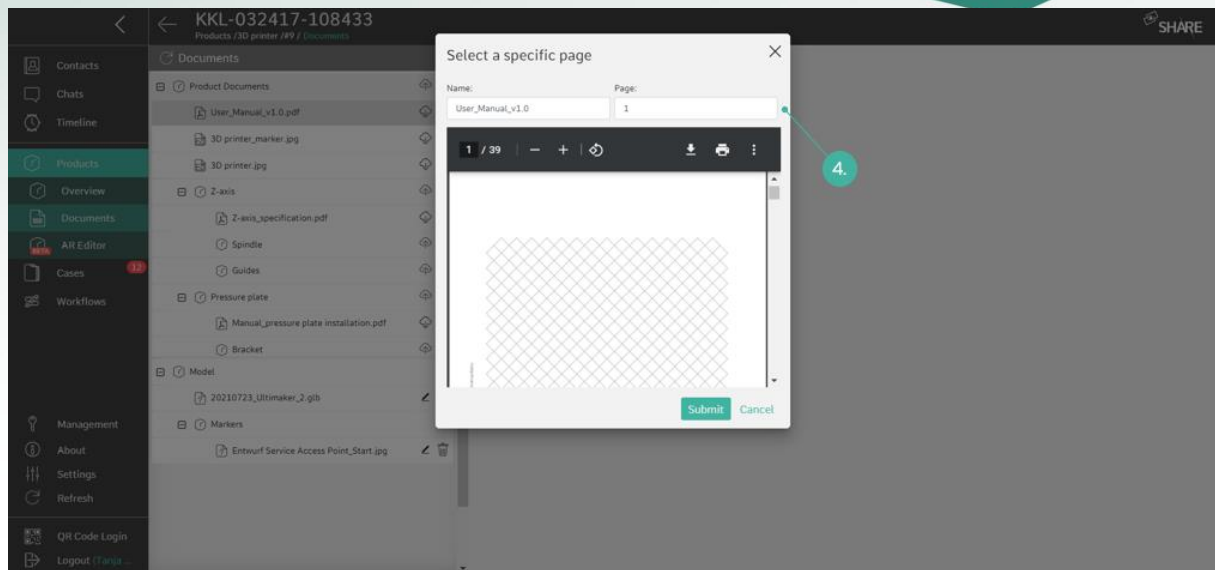 KKL-032417-108433
Products /3D printer /#9 / Documents
SHARE
Contacts
Chats
Timeline
Products
Overview
Documents
AR Editor
BETA
Cases
12
Workflows
Management
About
Settings
Refresh
QR Code Login
Logout (Tanja ...
Documents
Product Documents
User_Manual_v1.0.pdf
3D printer_marker.jpg
3D printer.jpg
Z-axis
Z-axis_specification.pdf
Spindle
Guides
Pressure plate
Manual_pressure plate installation.pdf
Bracket
Model
20210723_Ultimaker_2.glb
Markers
Entwurf Service Access Point_Start.jpg
Select a specific page
Name: Page:
User_Manual_v1.0 1
1 / 39
Submit Cancel
4.